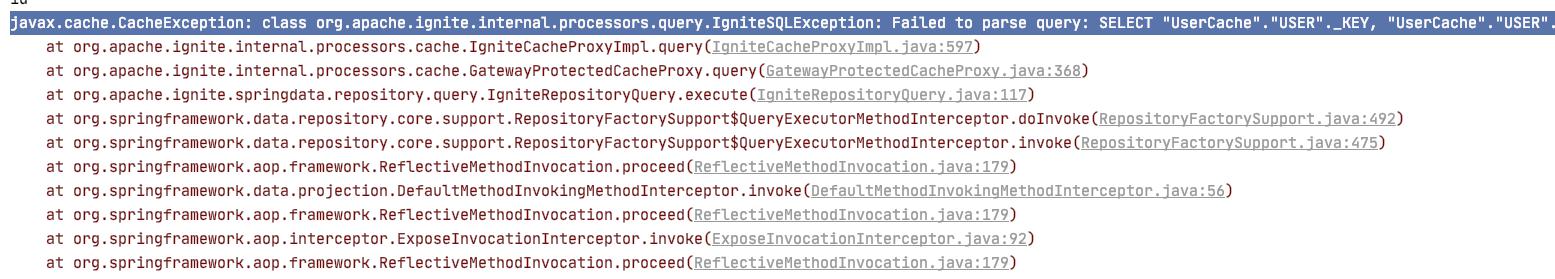 javax.cache.CacheException: class org.apache.ignite.internal.processors.query.IgniteSQLException: Failed to parse query: SELECT "UserCache"."USER"._KEY, "UserCache"."USER".
at org.apache.ignite.internal.processors.cache.IgniteCacheProxyImpl.query(IgniteCacheProxyImpl.java:597)
at org.apache.ignite.internal.processors.cache.GatewayProtectedCacheProxy.query(GatewayProtectedCacheProxy.java:368)
at org.apache.ignite.springdata.repository.query.IgniteRepositoryQuery.execute(IgniteRepositoryQuery.java:117)
at org.springframework.data.repository.core.support.RepositoryFactorySupport$QueryExecutorMethodInterceptor.doInvoke(RepositoryFactorySupport.java:492)
at org.springframework.data.repository.core.support.RepositoryFactorySupport$QueryExecutorMethodInterceptor.invoke(RepositoryFactorySupport.java:475)
at org.springframework.aop.framework.ReflectiveMethodInvocation.proceed(ReflectiveMethodInvocation.java:179)
at org.springframework.data.projection.DefaultMethodInvokingMethodInterceptor.invoke(DefaultMethodInvokingMethodInterceptor.java:56)
at org.springframework.aop.framework.ReflectiveMethodInvocation.proceed(ReflectiveMethodInvocation.java:179)
at org.springframework.aop.interceptor.ExposeInvocationInterceptor.invoke(ExposeInvocationInterceptor.java:92)
at org.springframework.aop.framework.ReflectiveMethodInvocation.proceed(ReflectiveMethodInvocation.java:179)